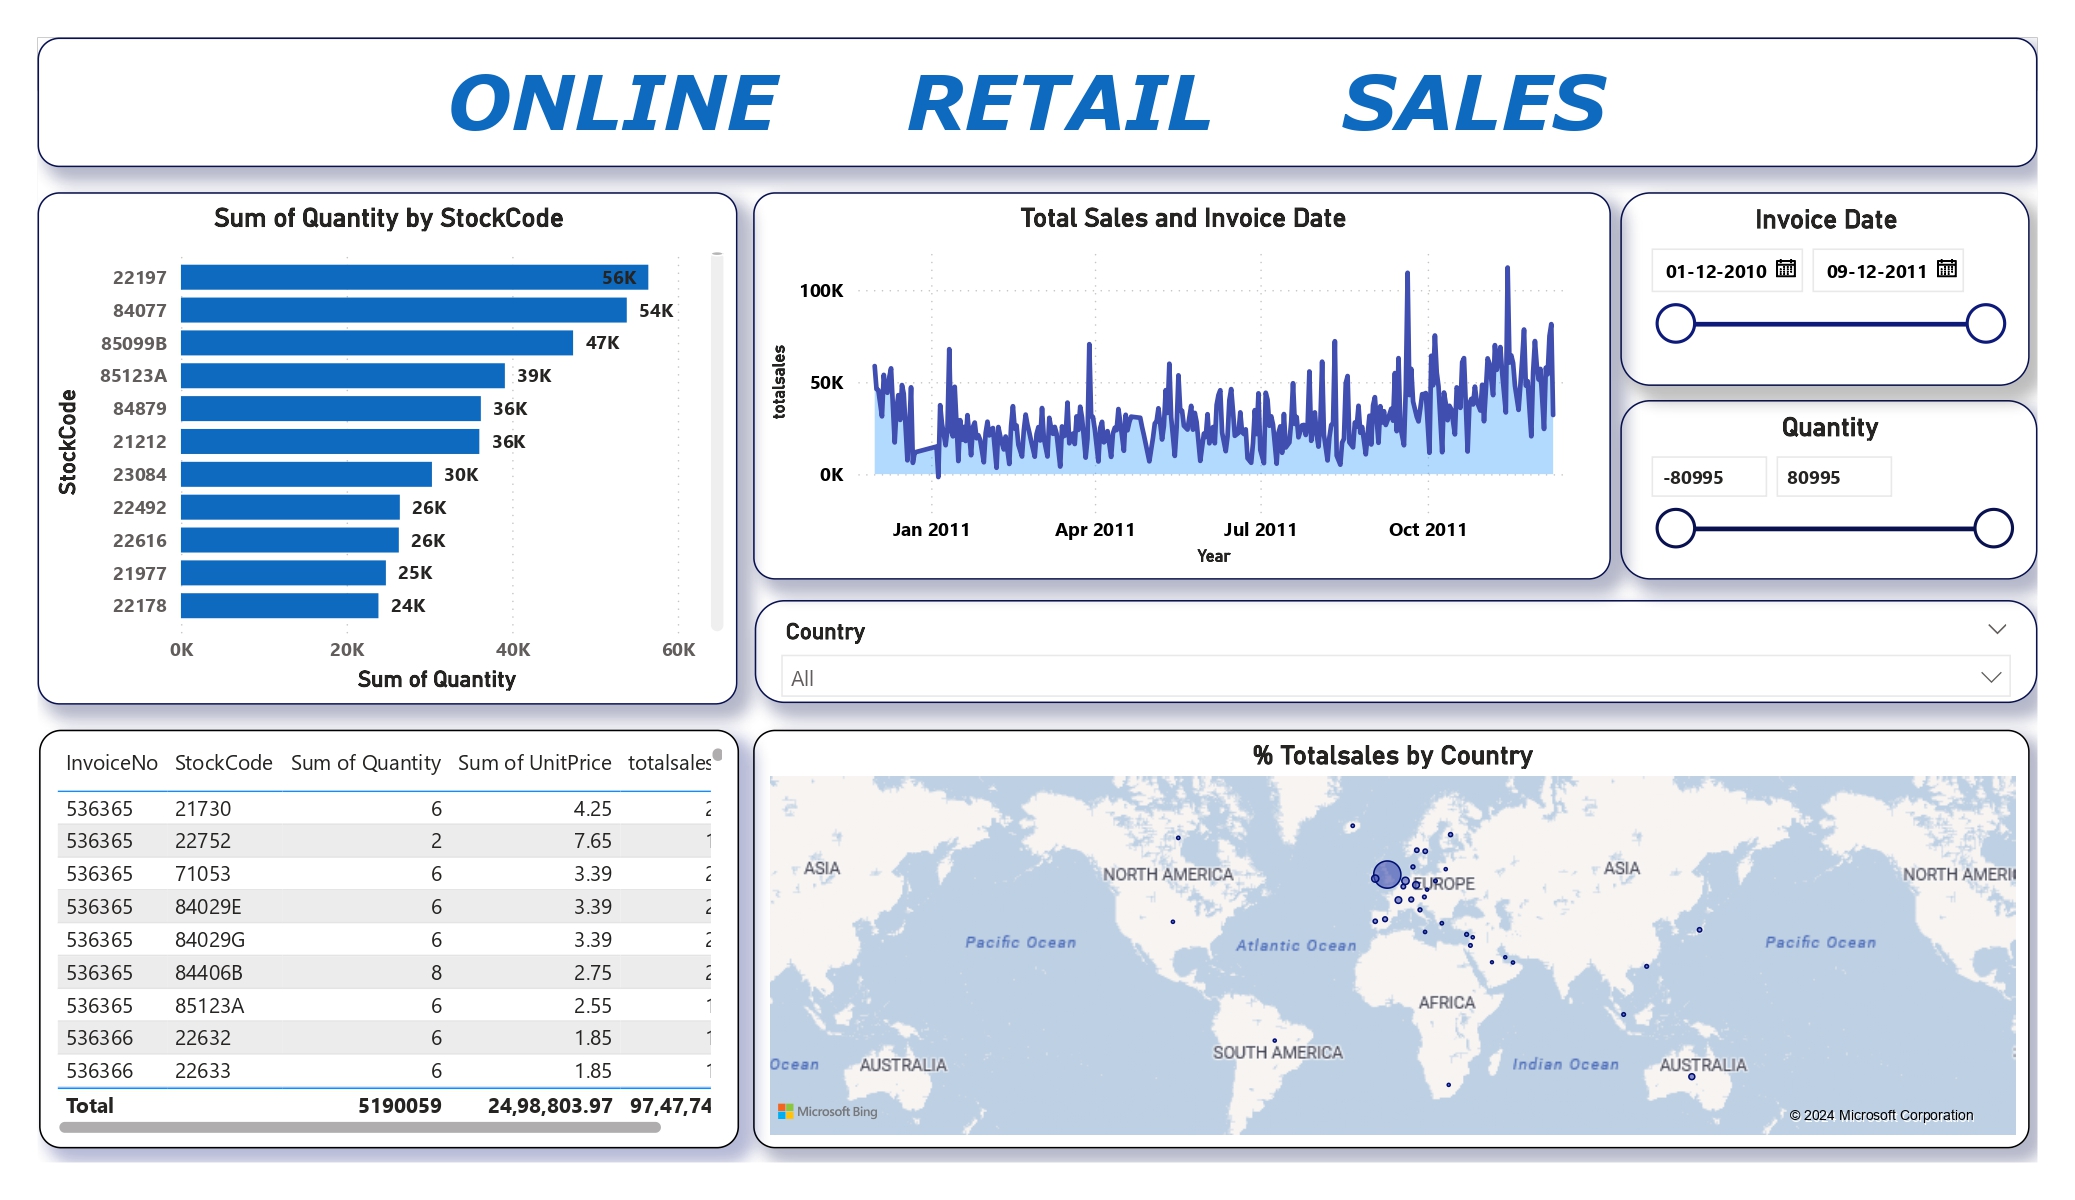 ONLINE RETAIL SALES
Sum of Quantity by StockCode
StockCode
22197 56K
84077 54K
85099B 47K
85123A 39K
84879 36K
21212 36K
23084 30K
22492 26K
22616 26K
21977 25K
22178 24K
0K 20K 40K 60K
Sum of Quantity
Total Sales and Invoice Date
totalsales
100K
50K
0K
Jan 2011 Apr 2011 Jul 2011 Oct 2011
Year
Invoice Date
01-12-2010 09-12-2011
Quantity
-80995 80995
Country
All
InvoiceNo StockCode Sum of Quantity Sum of UnitPrice totalsales
536365 21730 6 4.25 2
536365 22752 2 7.65 1
536365 71053 6 3.39 2
536365 84029E 6 3.39 2
536365 84029G 6 3.39 2
536365 84406B 8 2.75 2
536365 85123A 6 2.55 1
536366 22632 6 1.85 1
536366 22633 6 1.85 1
Total 5190059 24,98,803.97 97,47,74
% Totalsales by Country
ASIA NORTH AMERICA EUROPE ASIA NORTH AMERI
Pacific Ocean Atlantic Ocean Pacific Ocean
AFRICA
SOUTH AMERICA
Ocean AUSTRALIA Indian Ocean AUSTRALIA
Microsoft Bing
© 2024 Microsoft Corporation